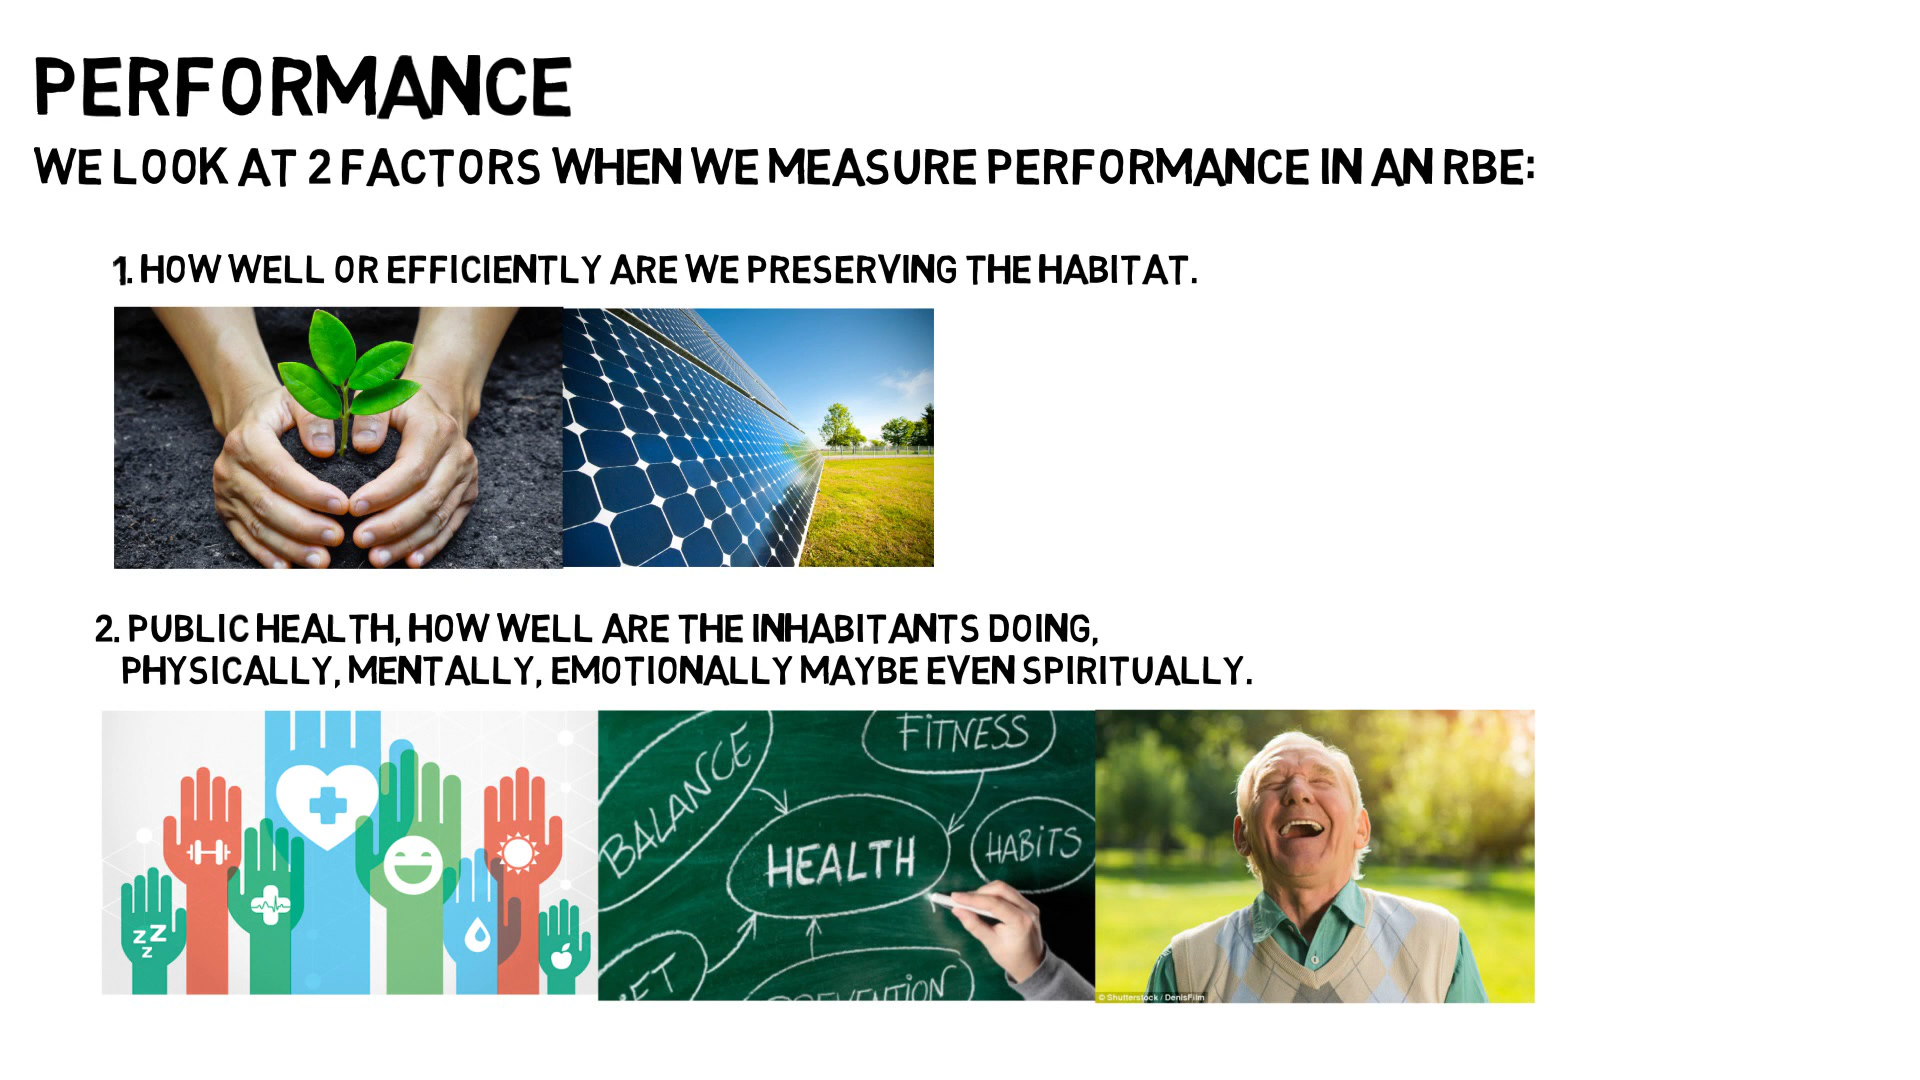 PERFORMANCE
WE LOOK AT 2 FACTORS WHEN WE MEASURE PERFORMANCE IN AN RBE:
1. HOW WELL OR EFFICIENTLY ARE WE PRESERVING THE HABITAT.
2. PUBLIC HEALTH, HOW WELL ARE THE INHABITANTS DOING,
PHYSICALLY, MENTALLY, EMOTIONALLY MAYBE EVEN SPIRITUALLY.
zzz
BALANCE
FiTNESS
HEALTH
HABiTS
© Shutterstock / DenisFilm